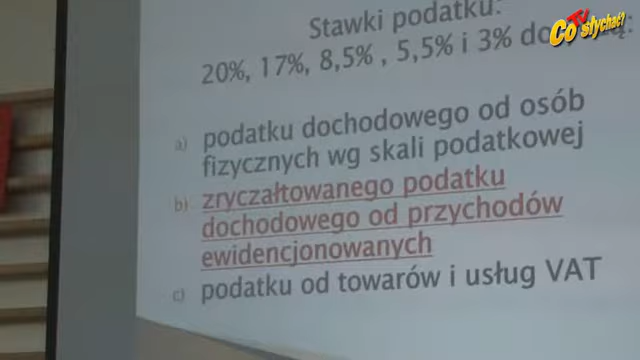 Stawki podatku:
20%, 17%, 8,5% , 5,5% i 3%
a) podatku dochodowego od osób
fizycznych wg skali podatkowej
b) zryczałtowanego podatku
dochodowego od przychodów
ewidencjonowanych
c) podatku od towarów i usług VAT
Co słychać?
TV